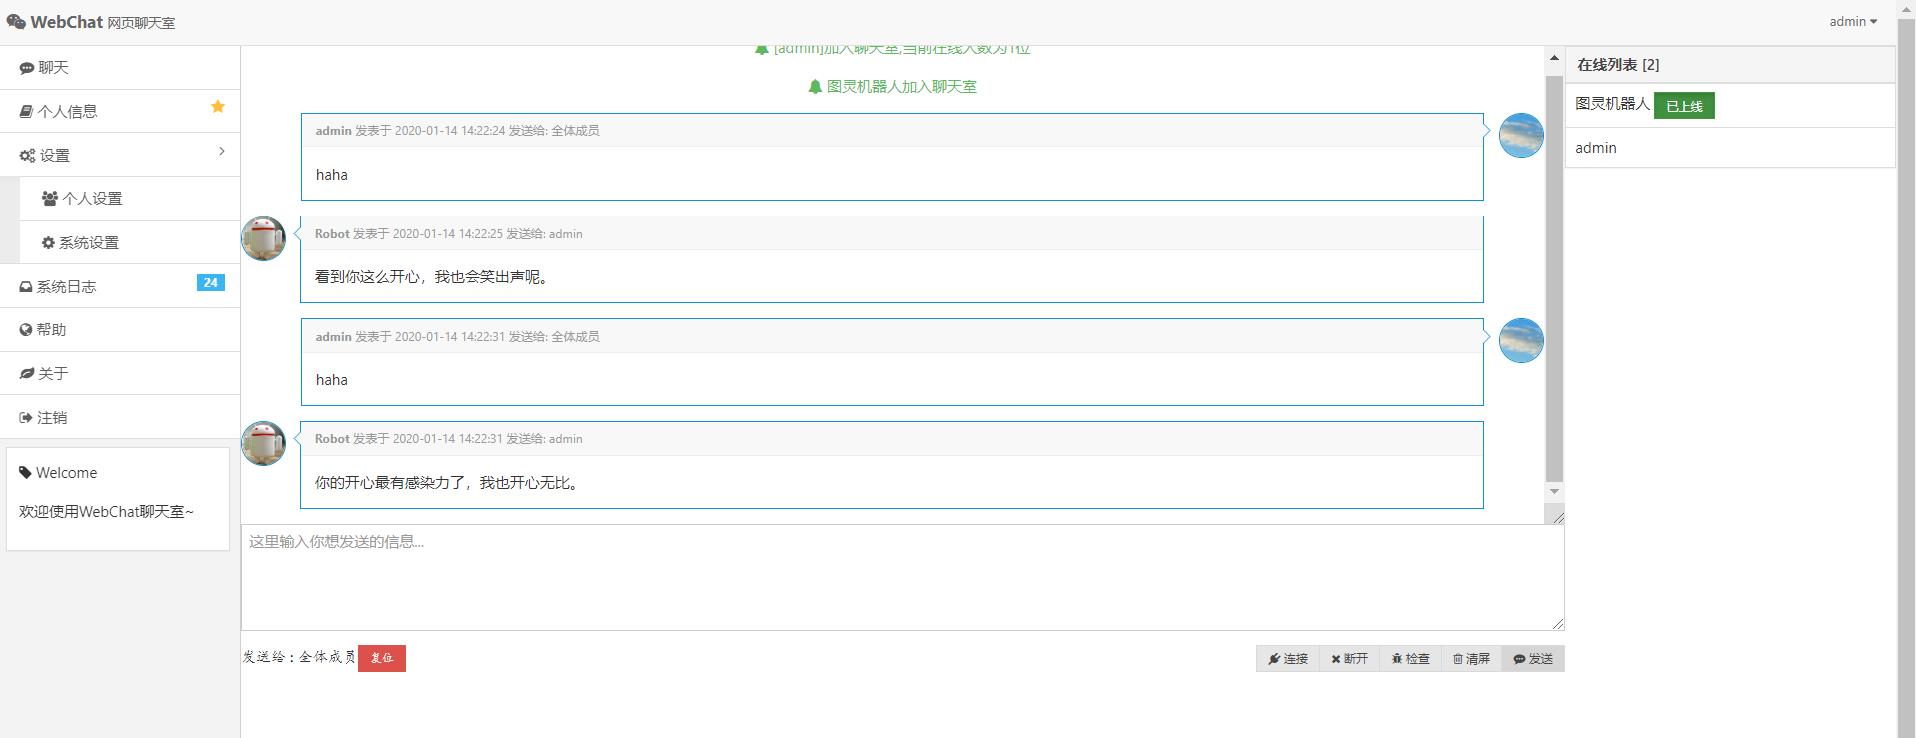 WebChat 网页聊天室
admin
聊天
个人信息
设置
个人设置
系统设置
系统日志 24
帮助
关于
注销
Welcome
欢迎使用WebChat聊天室~
[admin]加入聊天室,当前在线人数为1位
图灵机器人加入聊天室
admin 发表于 2020-01-14 14:22:24 发送给: 全体成员
haha
Robot 发表于 2020-01-14 14:22:25 发送给: admin
看到你这么开心，我也会笑出声呢。
admin 发表于 2020-01-14 14:22:31 发送给: 全体成员
haha
Robot 发表于 2020-01-14 14:22:31 发送给: admin
你的开心最有感染力了，我也开心无比。
这里输入你想发送的信息...
发送给：全体成员 复位
连接 断开 检查 清屏 发送
在线列表 [2]
图灵机器人 已上线
admin